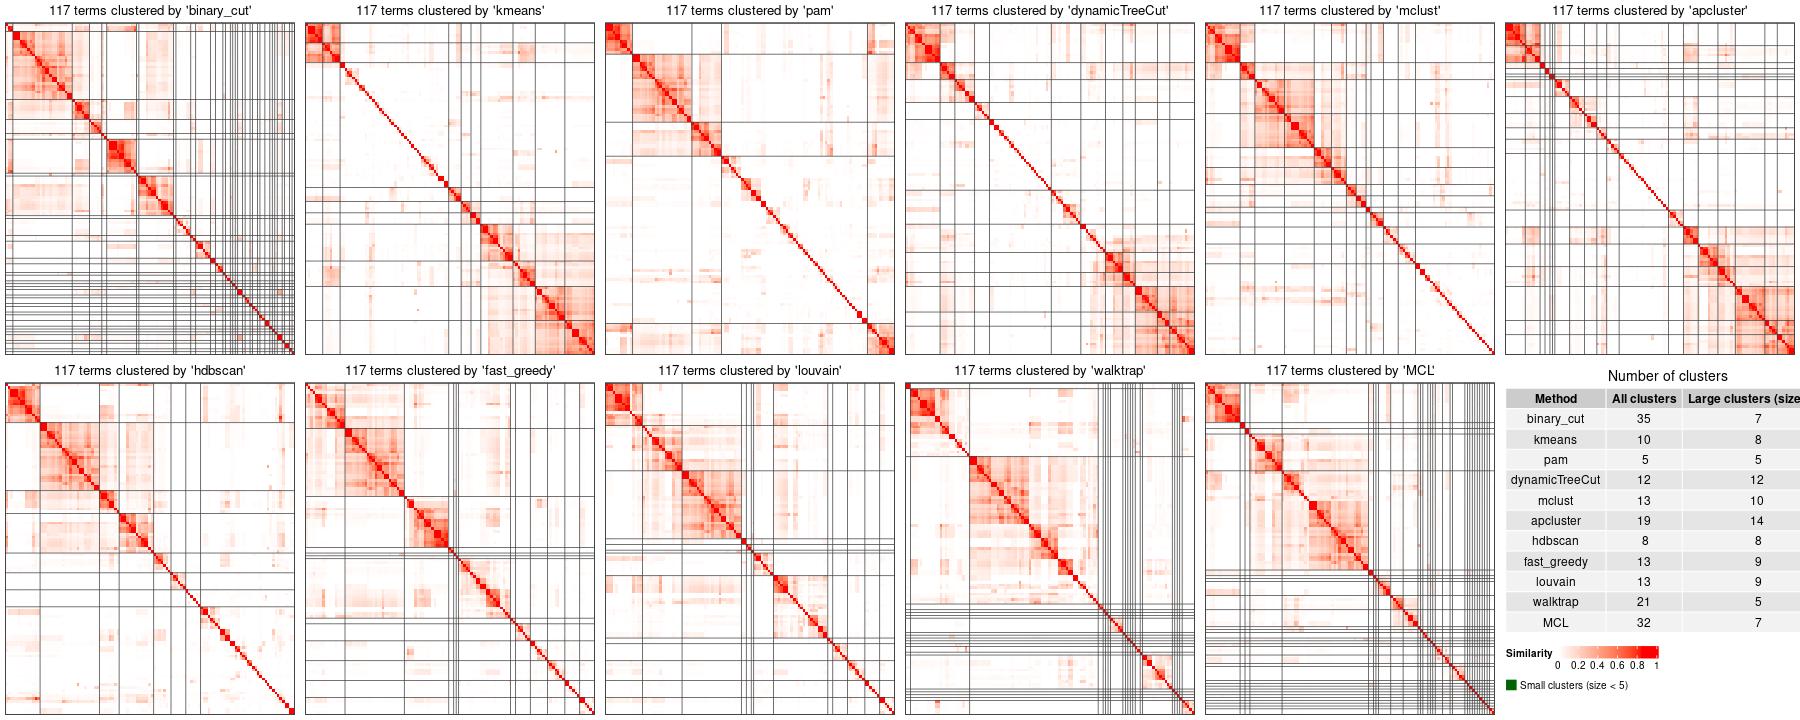 117 terms clustered by 'binary_cut'
117 terms clustered by 'kmeans'
117 terms clustered by 'pam'
117 terms clustered by 'dynamicTreeCut'
117 terms clustered by 'mclust'
117 terms clustered by 'apcluster'
117 terms clustered by 'hdbscan'
117 terms clustered by 'fast_greedy'
117 terms clustered by 'louvain'
117 terms clustered by 'walktrap'
117 terms clustered by 'MCL'
Number of clusters
Method All clusters Large clusters (size
binary_cut 35 7
kmeans 10 8
pam 5 5
dynamicTreeCut 12 12
mclust 13 10
apcluster 19 14
hdbscan 8 8
fast_greedy 13 9
louvain 13 9
walktrap 21 5
MCL 32 7
Similarity
0 0.2 0.4 0.6 0.8 1
Small clusters (size < 5)